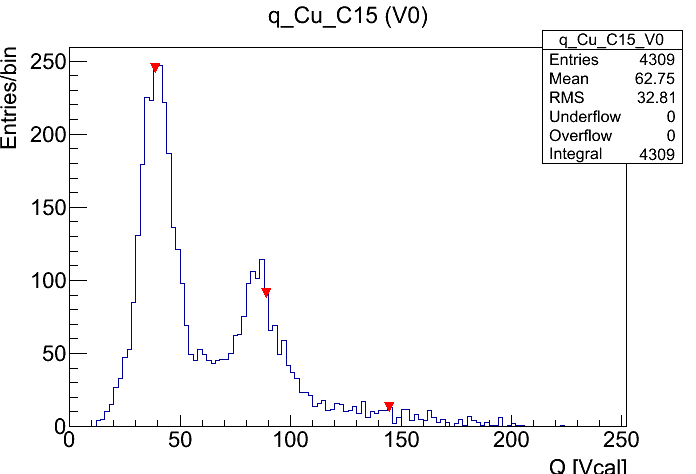 q_Cu_C15 (V0)
q_Cu_C15_V0
Entries 4309
Mean 62.75
RMS 32.81
Underflow 0
Overflow 0
Integral 4309
Entries/bin
250
200
150
100
50
0
0 50 100 150 200 250
Q [Vcal]